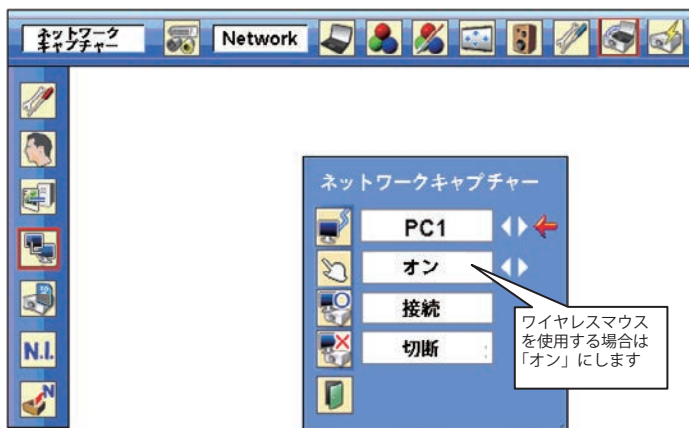 ネットワーク
キャプチャー
Network
N.I.
N
ネットワークキャプチャー
PC1
オン
接続
切断
ワイヤレスマウス
を使用する場合は
「オン」にします